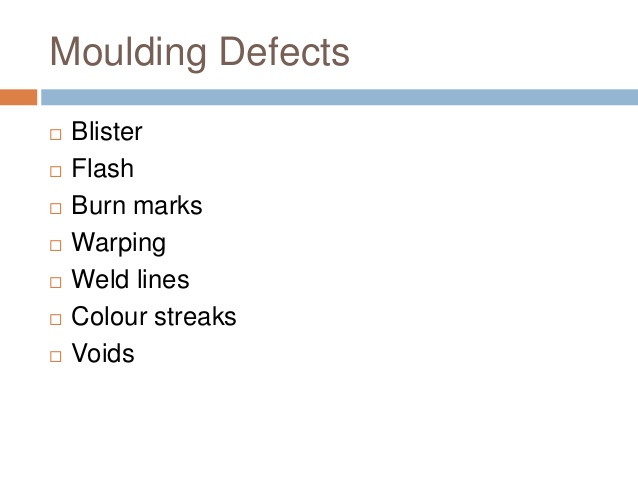 Moulding Defects
Blister
Flash
Burn marks
Warping
Weld lines
Colour streaks
Voids